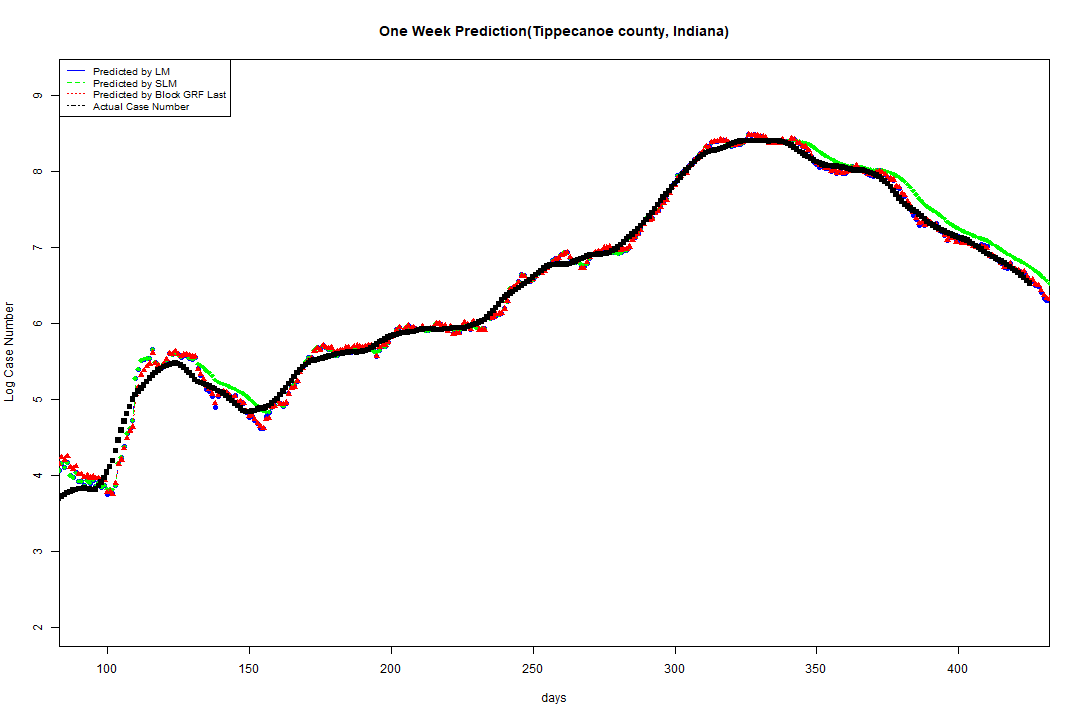 One Week Prediction(Tippecanoe county, Indiana)
Predicted by LM
Predicted by SLM
Predicted by Block GRF Last
Actual Case Number
9
8
7
6
5
4
3
2
Log Case Number
100 150 200 250 300 350 400
days